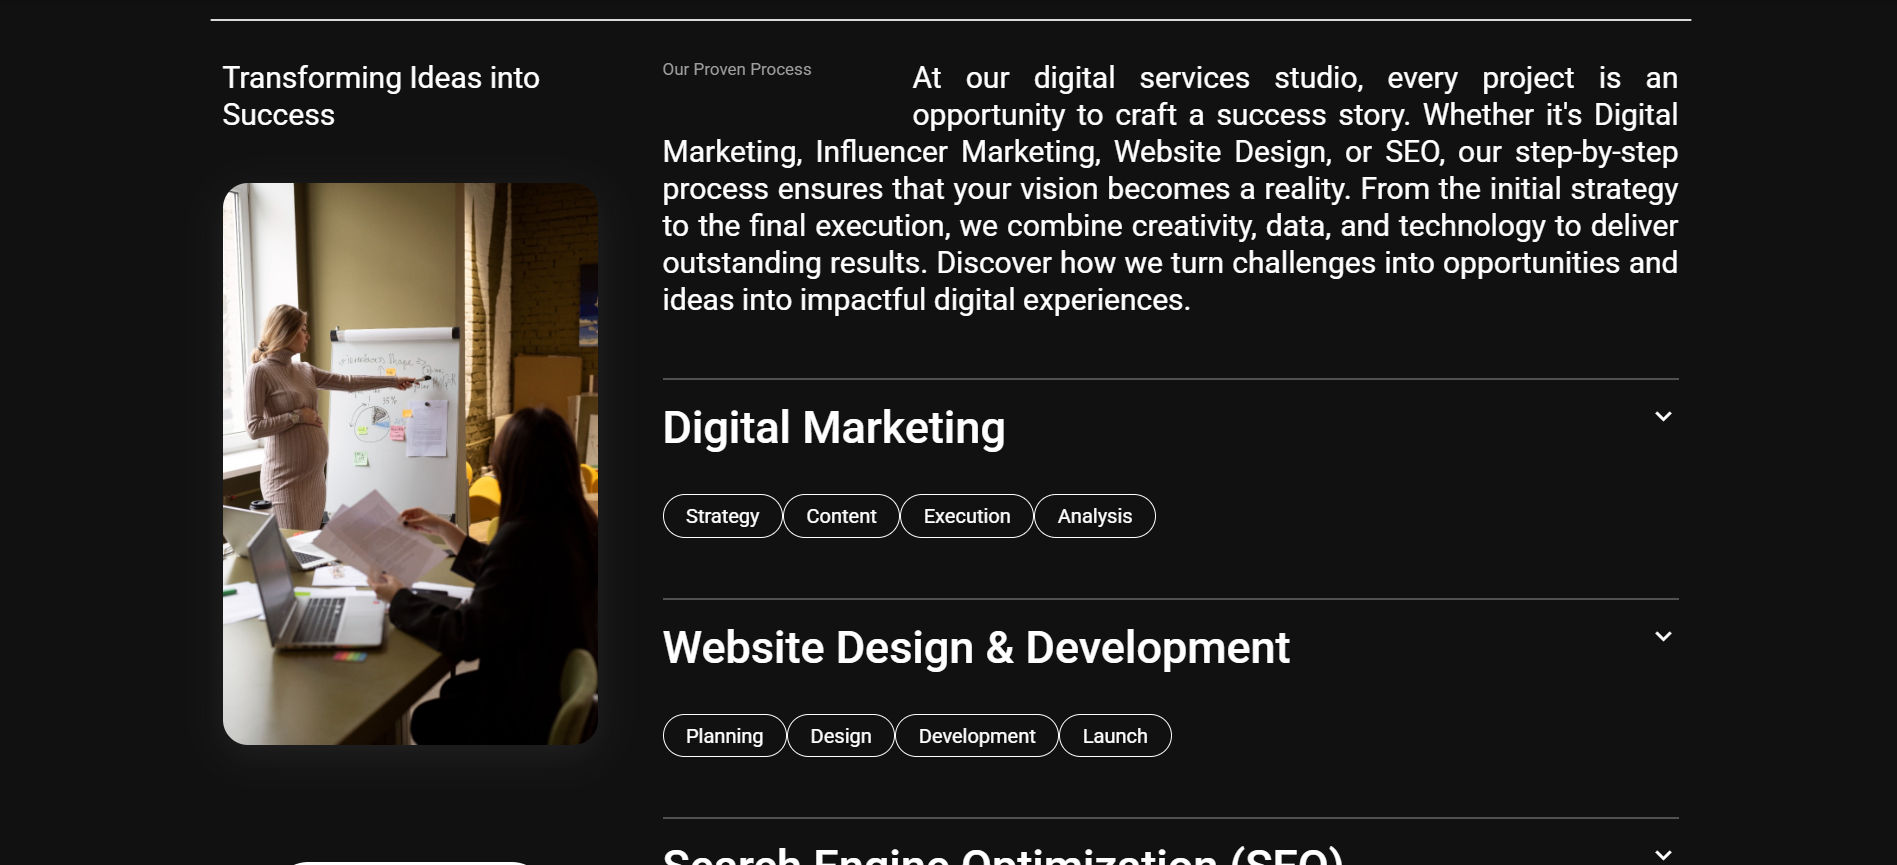 Transforming Ideas into
Success
Our Proven Process
At our digital services studio, every project is an
opportunity to craft a success story. Whether it's Digital
Marketing, Influencer Marketing, Website Design, or SEO, our step-by-step
process ensures that your vision becomes a reality. From the initial strategy
to the final execution, we combine creativity, data, and technology to deliver
outstanding results. Discover how we turn challenges into opportunities and
ideas into impactful digital experiences.
Digital Marketing
Strategy Content Execution Analysis
Website Design & Development
Planning Design Development Launch
Search Engine Optimization (SEO)